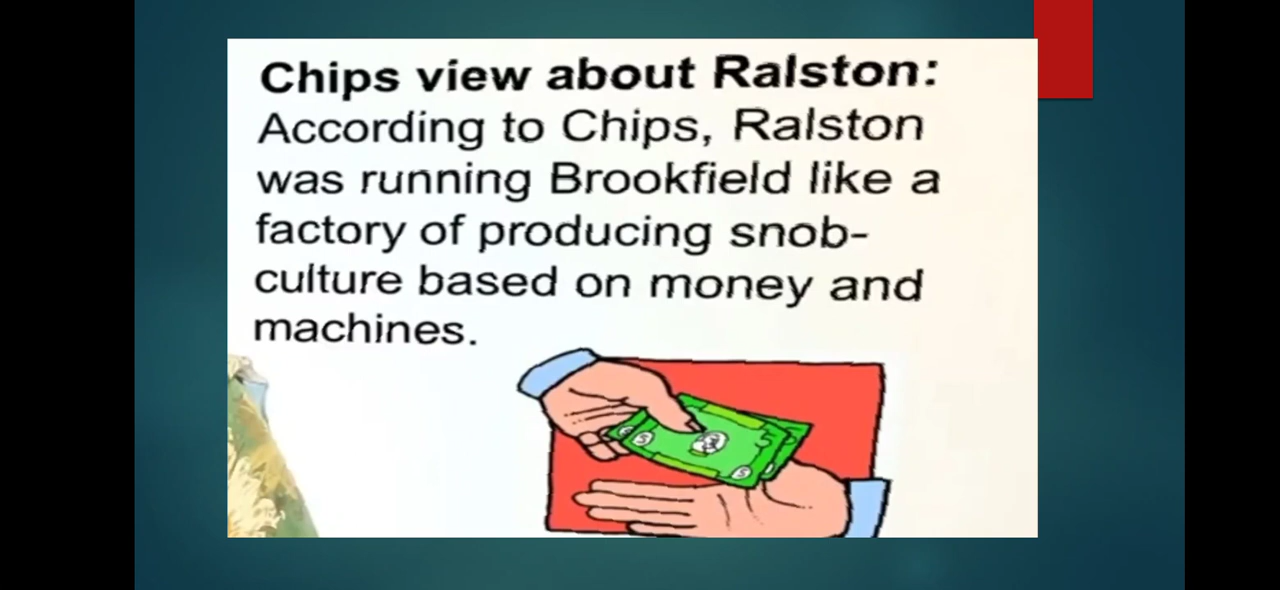 Chips view about Ralston:
According to Chips, Ralston
was running Brookfield like a
factory of producing snob-
culture based on money and
machines.